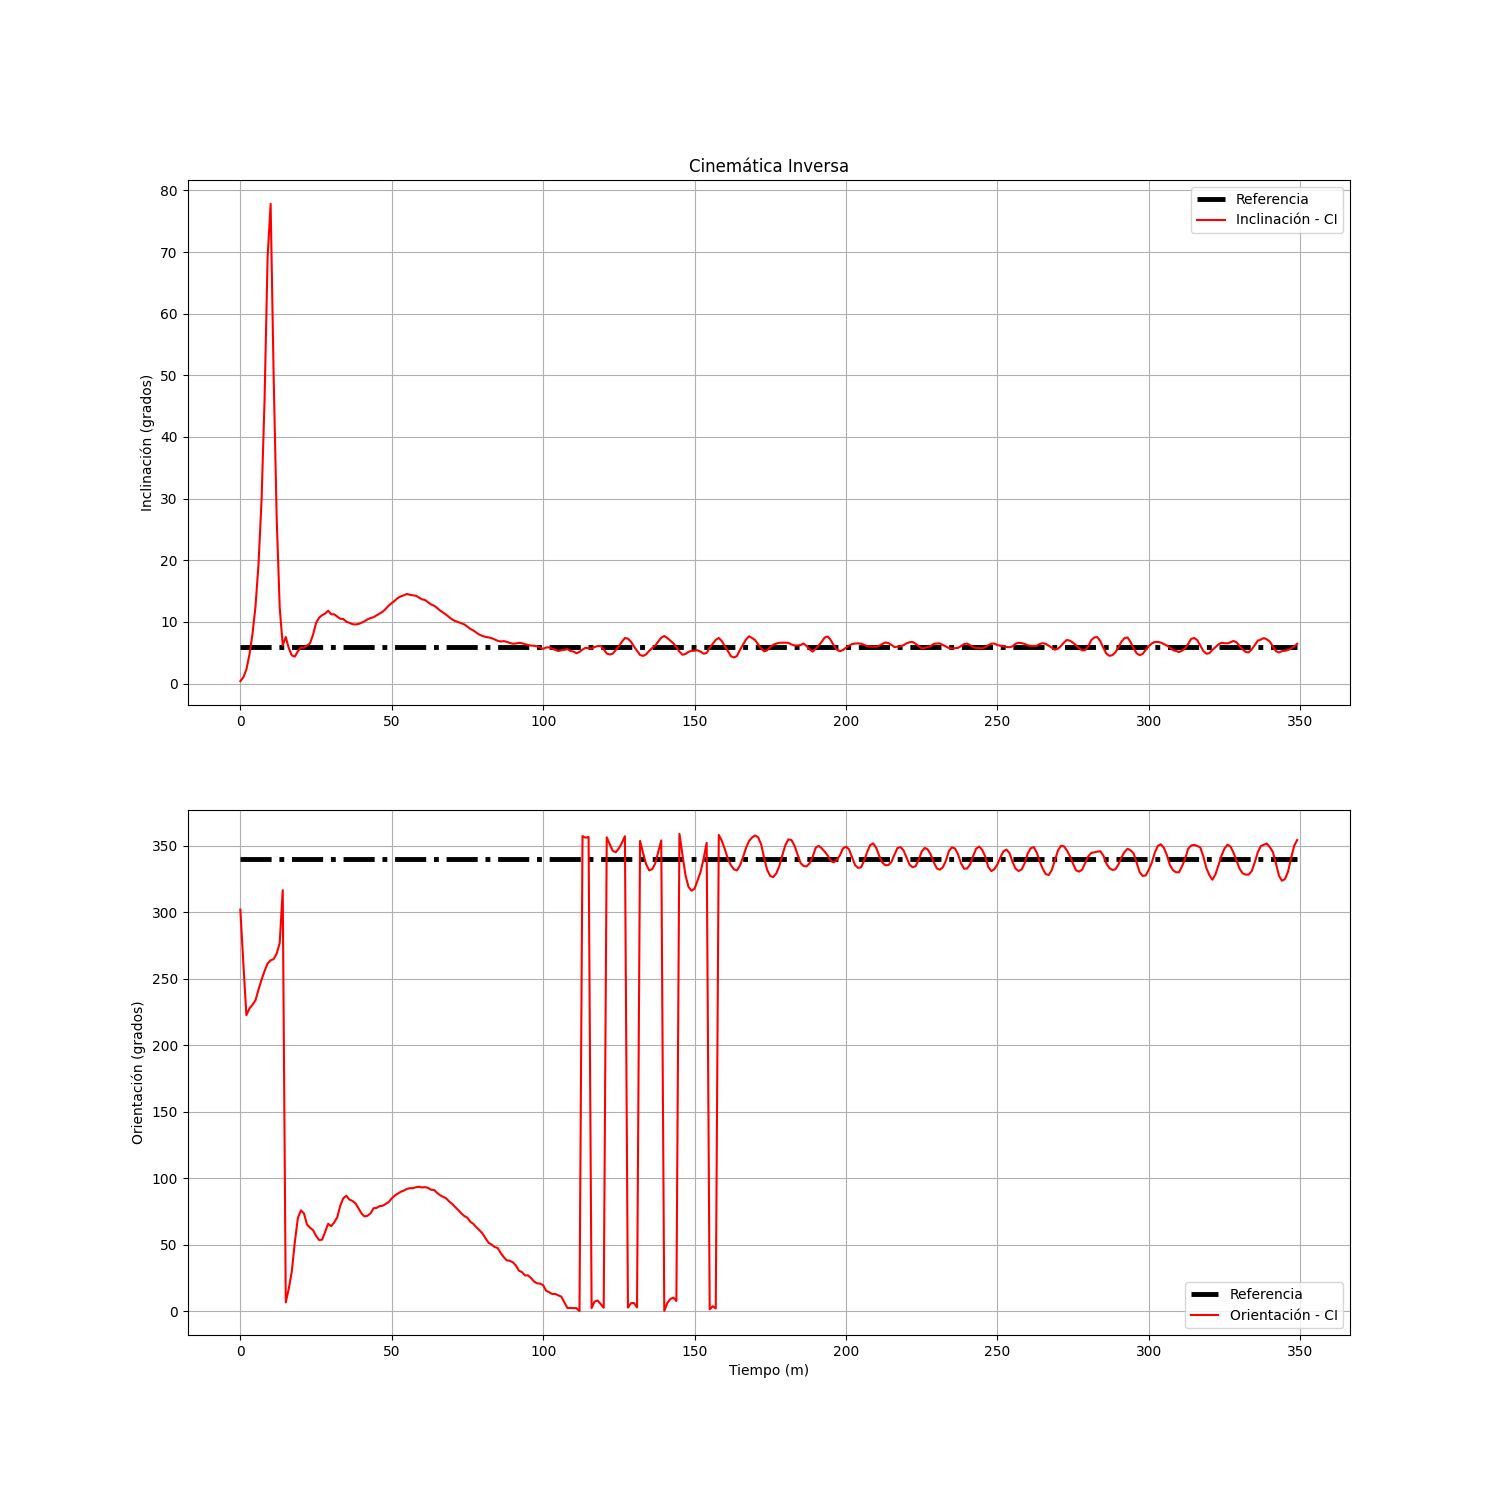 Cinemática Inversa
Referencia
Inclinación - CI
Inclinación (grados)
80
70
60
50
40
30
20
10
0
0 50 100 150 200 250 300 350
Orientación (grados)
350
300
250
200
150
100
50
0
Referencia
Orientación - CI
0 50 100 150 200 250 300 350
Tiempo (m)